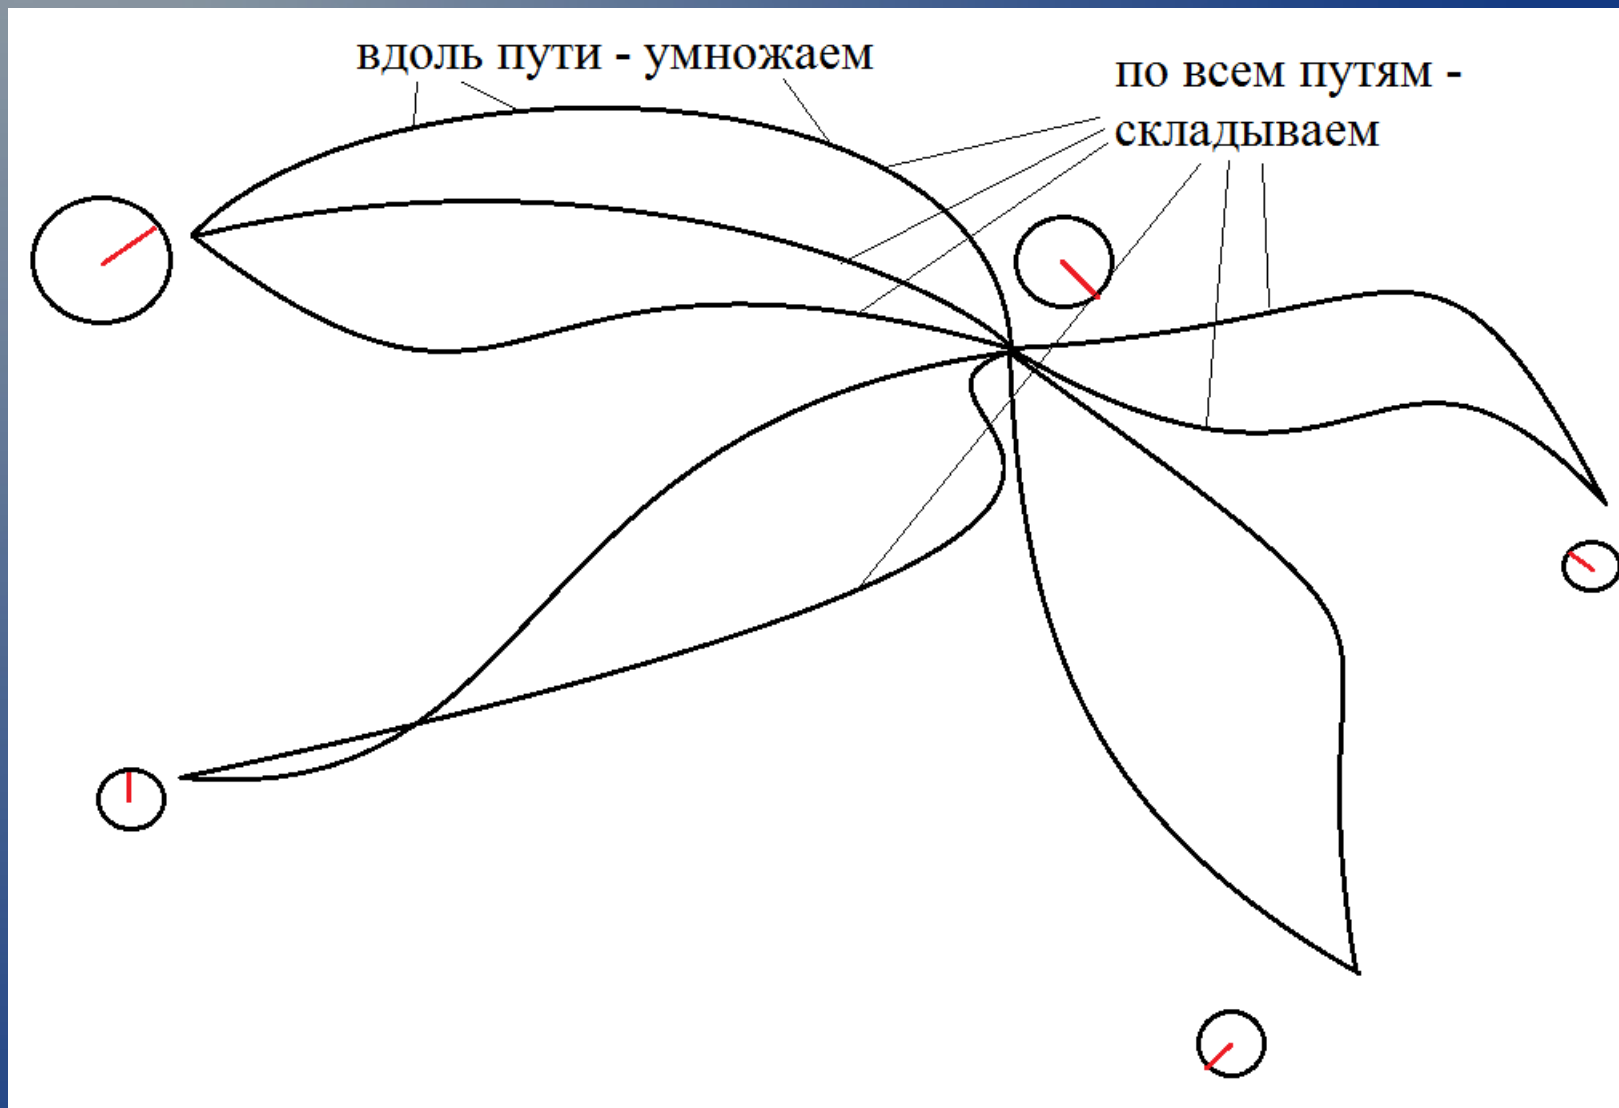 вдоль пути - умножаем
по всем путям -
складываем